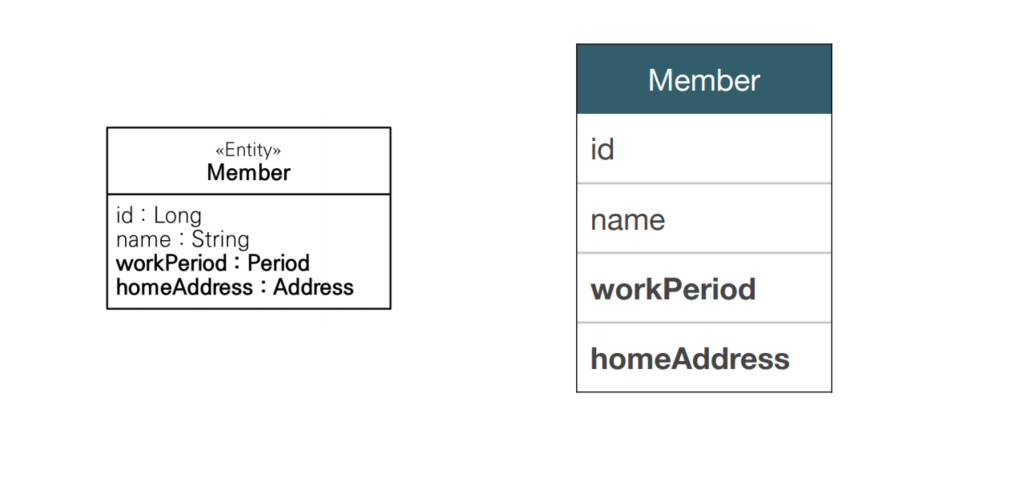 «Entity»
Member
id : Long
name : String
workPeriod : Period
homeAddress : Address
Member
id
name
workPeriod
homeAddress